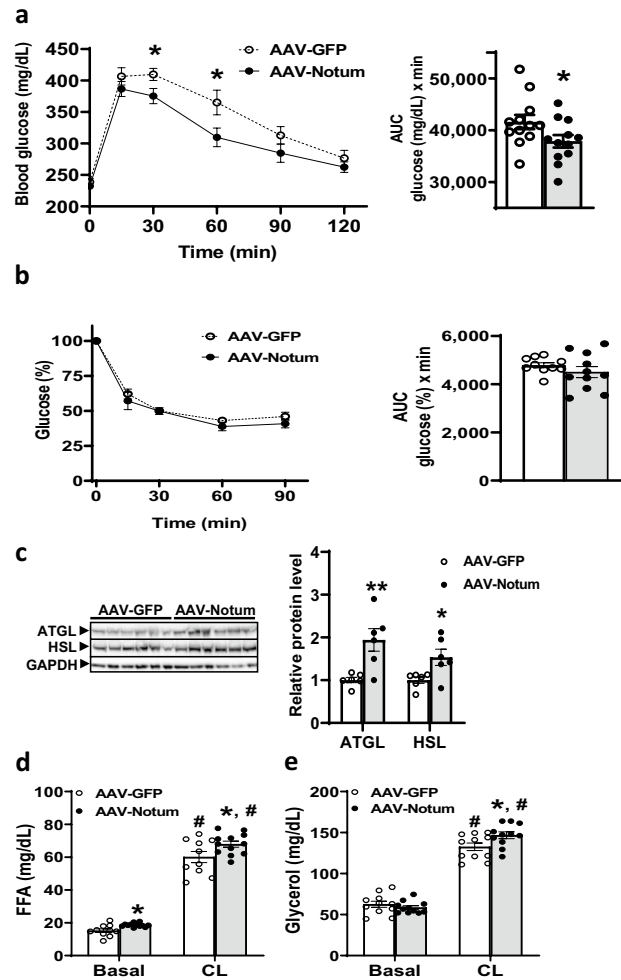 a
450
400
350
300
250
200
Blood glucose (mg/dL)
* *
AAV-GFP
AAV-Notum
0 30 60 90 120
Time (min)
50,000
40,000
30,000
AUC
glucose (mg/dL) x min
*
b
100
75
50
25
0
Glucose (%)
AAV-GFP
AAV-Notum
0 30 60 90
Time (min)
6,000
4,000
2,000
0
AUC
glucose (%) x min
c
AAV-GFP AAV-Notum
ATGL
HSL
GAPDH
4
3
2
1
0
Relative protein level
AAV-GFP
AAV-Notum
** *
ATGL HSL
d
AAV-GFP
AAV-Notum
100
80
60
40
20
0
FFA (mg/dL)
* # *, #
Basal CL
e
AAV-GFP
AAV-Notum
200
150
100
50
0
Glycerol (mg/dL)
# *, #
Basal CL